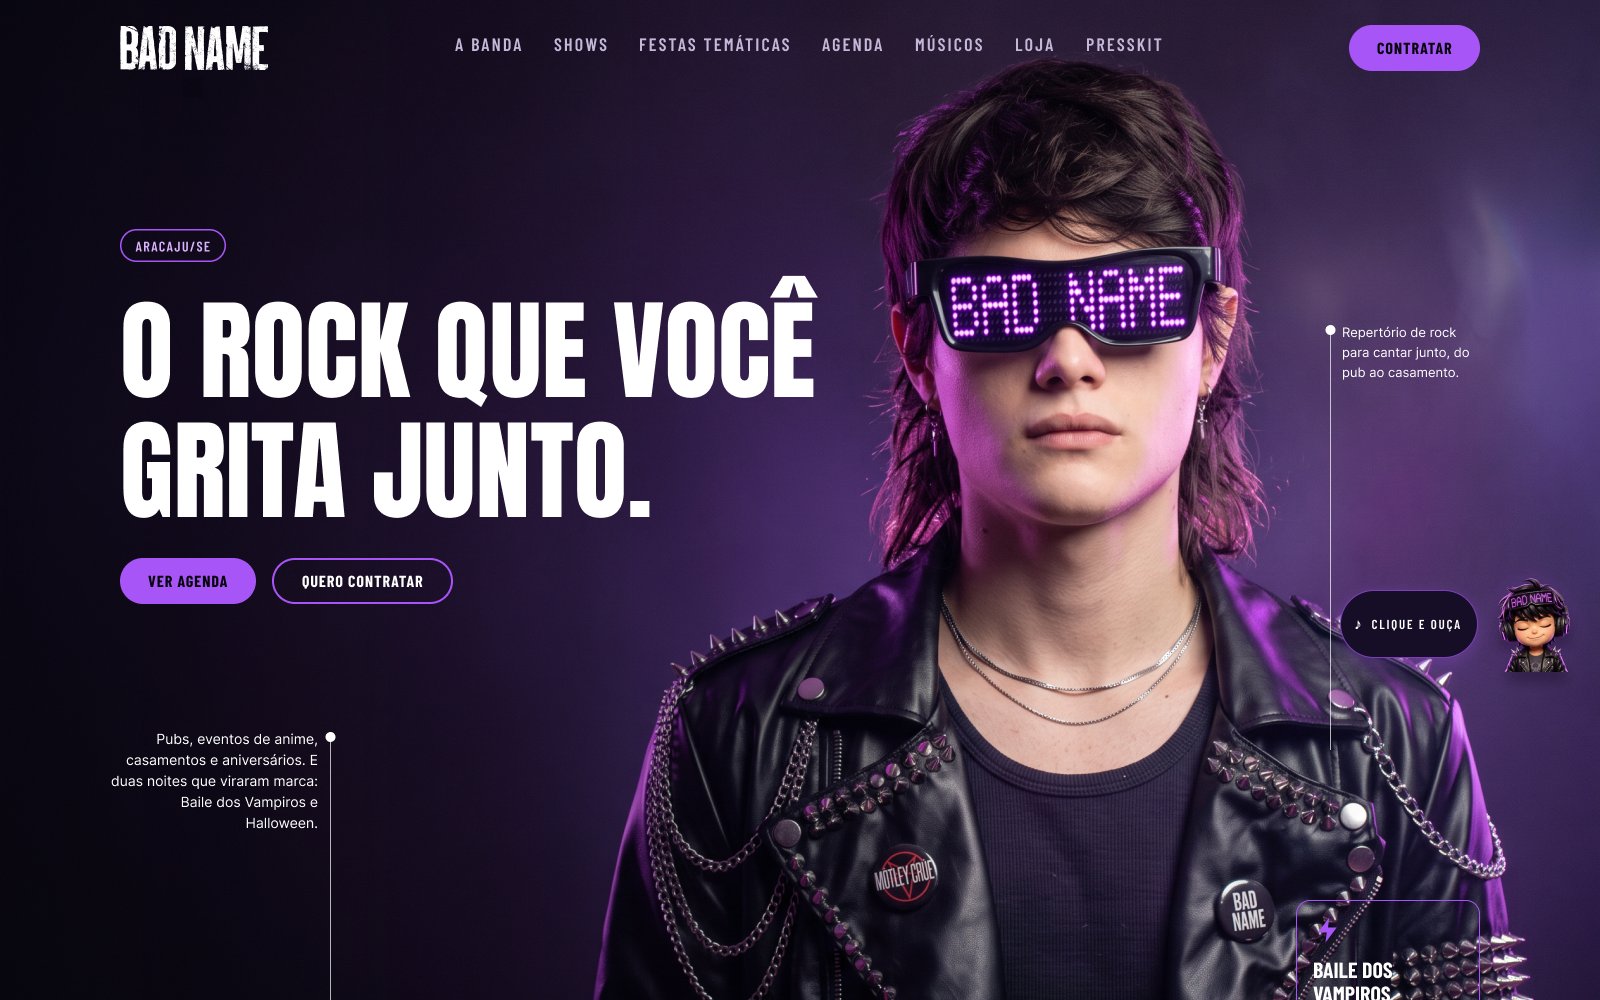 BAD NAME
A BANDA
SHOWS
FESTAS TEMÁTICAS
AGENDA
MÚSICOS
LOJA
PRESSKIT
CONTRATAR
ARACAJU/SE
O ROCK QUE VOCÊ
GRITA JUNTO.
VER AGENDA
QUERO CONTRATAR
BAD NAME
Repertório de rock
para cantar junto, do
pub ao casamento.
♪ CLIQUE E OUÇA
BAD NAME
Pubs, eventos de anime,
casamentos e aniversários. E
duas noites que viraram marca:
Baile dos Vampiros e
Halloween.
MÖTLEY CRÜE
BAD
NAME
BAILE DOS
VAMPIROS